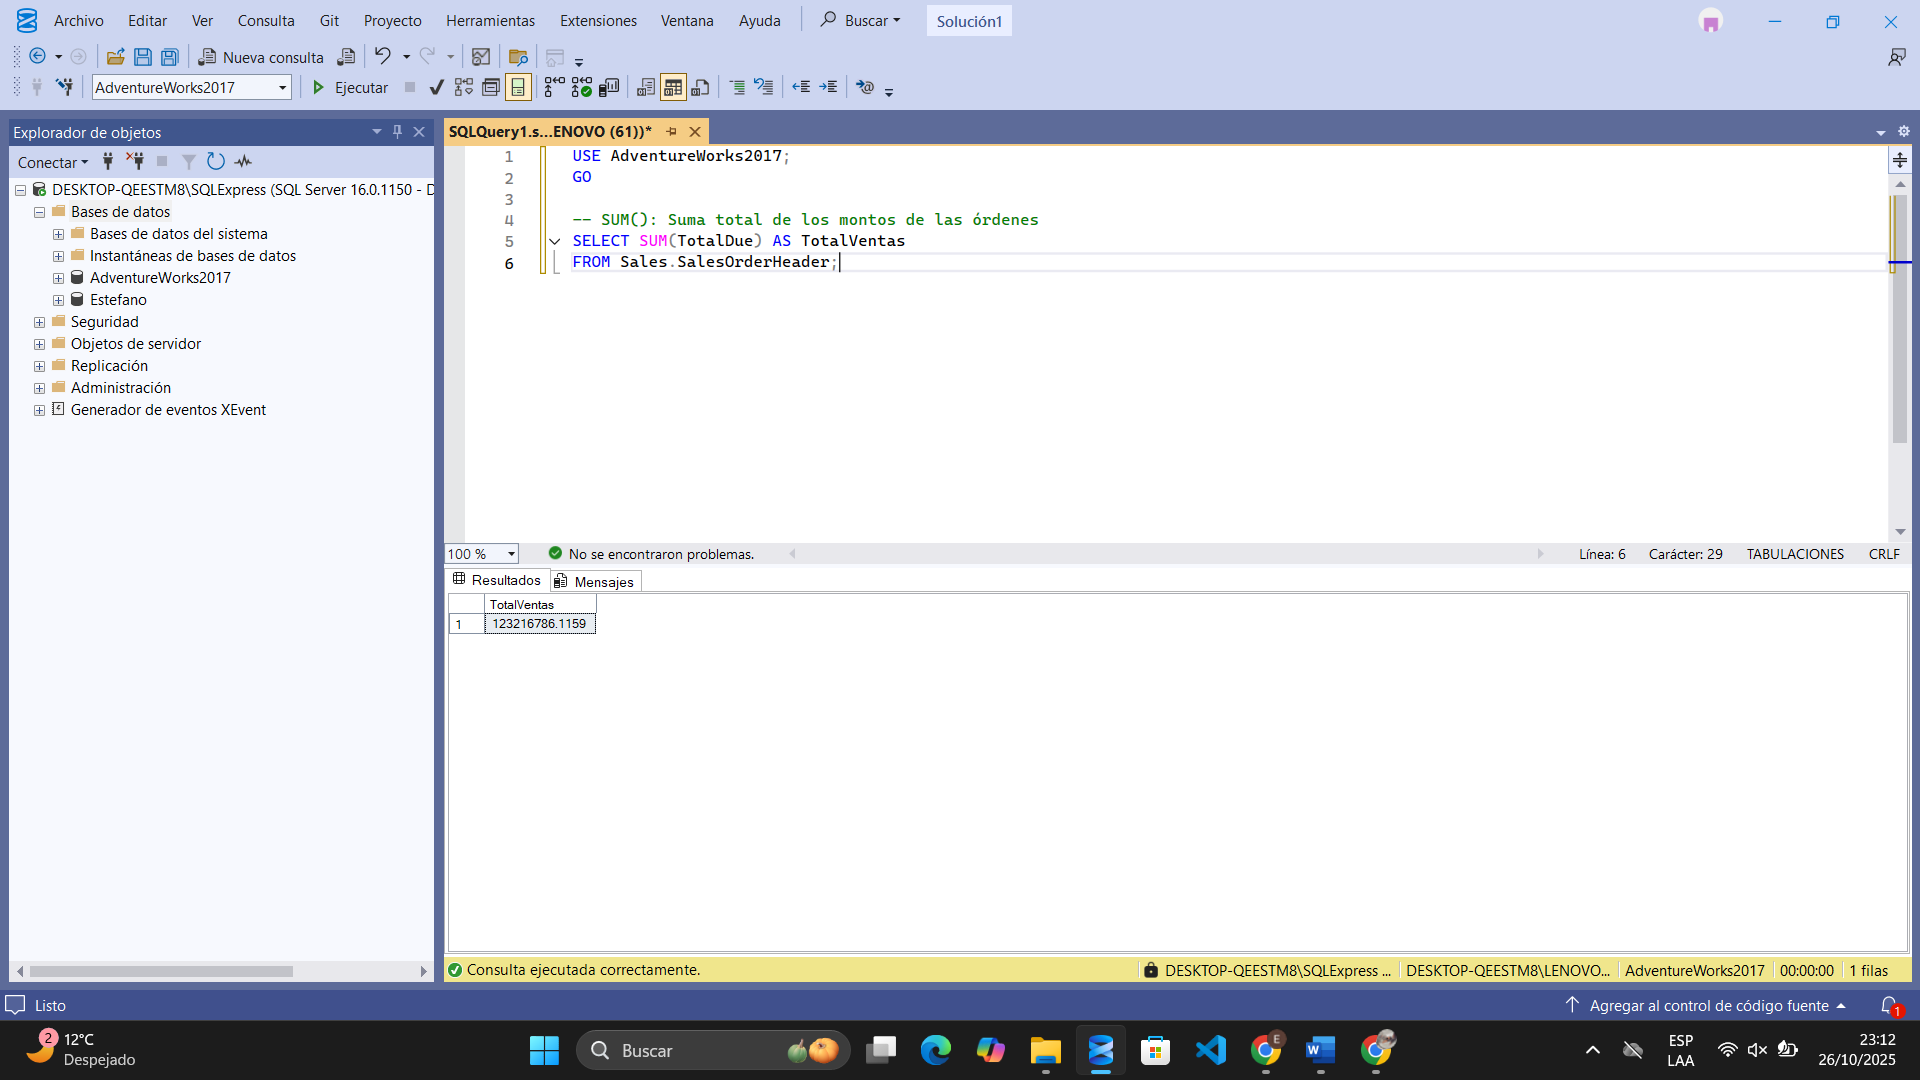 Archivo Editar Ver Consulta Git Proyecto Herramientas Extensiones Ventana Ayuda Buscar Solución1
Nueva consulta
AdventureWorks2017 Ejecutar
Explorador de objetos
Conectar
DESKTOP-QEESTM8\SQLExpress (SQL Server 16.0.1150 - D
Bases de datos
Bases de datos del sistema
Instantáneas de bases de datos
AdventureWorks2017
Estefano
Seguridad
Objetos de servidor
Replicación
Administración
Generador de eventos XEvent
SQLQuery1.s...ENOVO (61))*
1 USE AdventureWorks2017;
2 GO
3
4 -- SUM(): Suma total de los montos de las órdenes
5 SELECT SUM(TotalDue) AS TotalVentas
6 FROM Sales.SalesOrderHeader;
100 % No se encontraron problemas. Línea: 6 Carácter: 29 TABULACIONES CRLF
Resultados Mensajes
TotalVentas
1 123216786.1159
Consulta ejecutada correctamente. DESKTOP-QEESTM8\SQLExpress ... DESKTOP-QEESTM8\LENOVO... AdventureWorks2017 00:00:00 1 filas
Listo Agregar al control de código fuente 1
2 12°C
Despejado
Buscar
E
ESP
LAA
23:12
26/10/2025